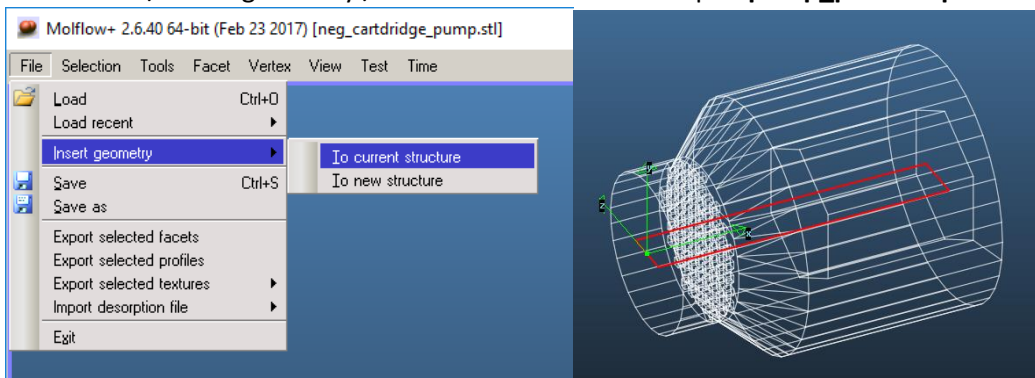 Molflow+ 2.6.40 64-bit (Feb 23 2017) [neg_cartdridge_pump.stl]
File Selection Tools Facet Vertex View Test Time
Load Ctrl+O
Load recent
Insert geometry
To current structure
To new structure
Save Ctrl+S
Save as
Export selected facets
Export selected profiles
Export selected textures
Import desorption file
Exit
y
z
x